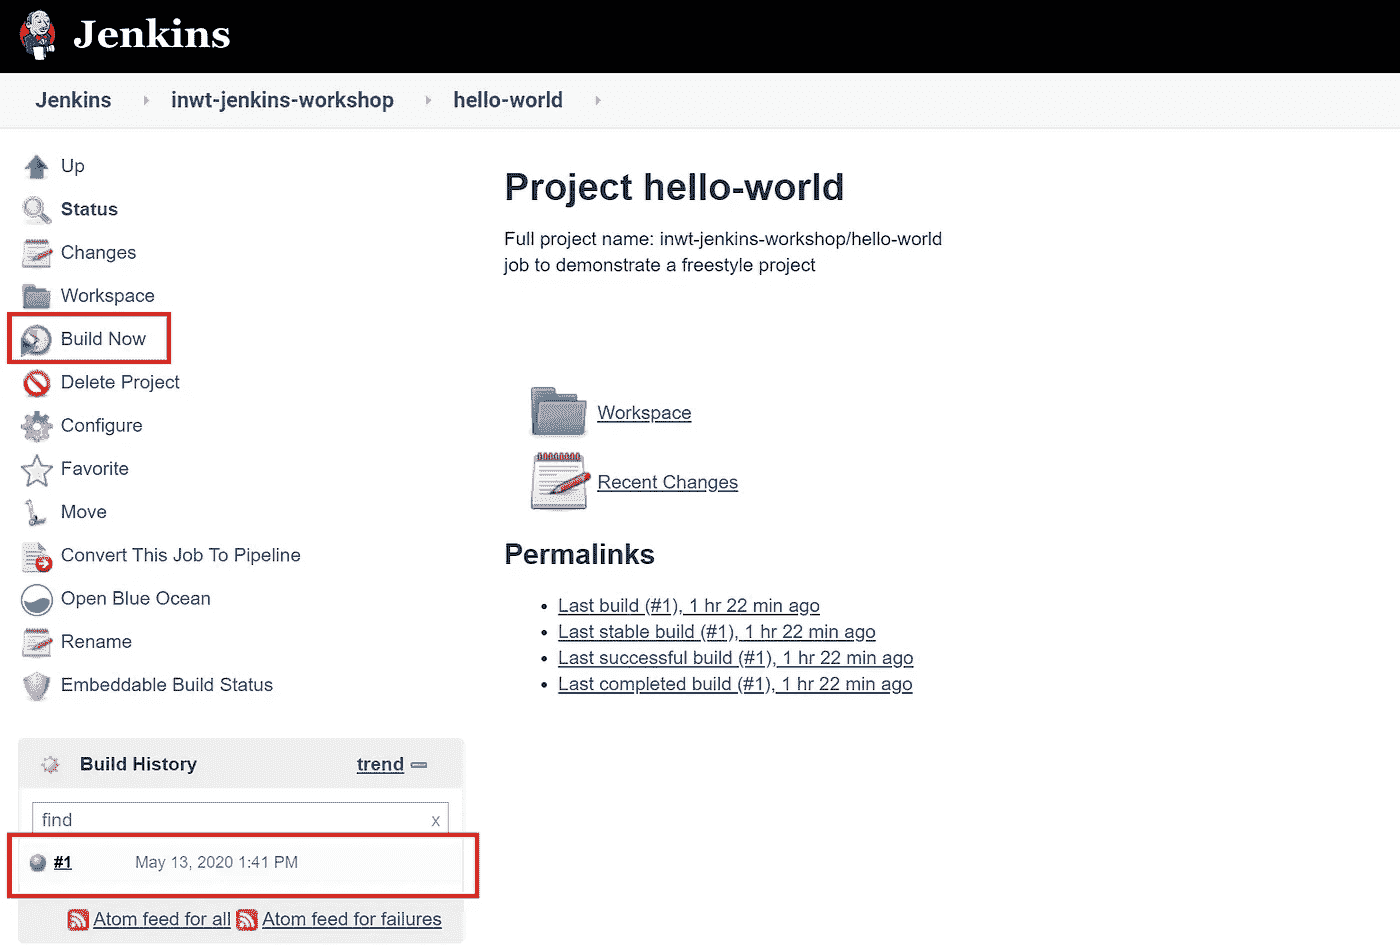 Jenkins
Jenkins inwt-jenkins-workshop hello-world
Up
Status
Changes
Workspace
Build Now
Delete Project
Configure
Favorite
Move
Convert This Job To Pipeline
Open Blue Ocean
Rename
Embeddable Build Status
Build History trend
find x
#1 May 13, 2020 1:41 PM
Atom feed for all Atom feed for failures
Project hello-world
Full project name: inwt-jenkins-workshop/hello-world
job to demonstrate a freestyle project
Workspace
Recent Changes
Permalinks
Last build (#1), 1 hr 22 min ago
Last stable build (#1), 1 hr 22 min ago
Last successful build (#1), 1 hr 22 min ago
Last completed build (#1), 1 hr 22 min ago